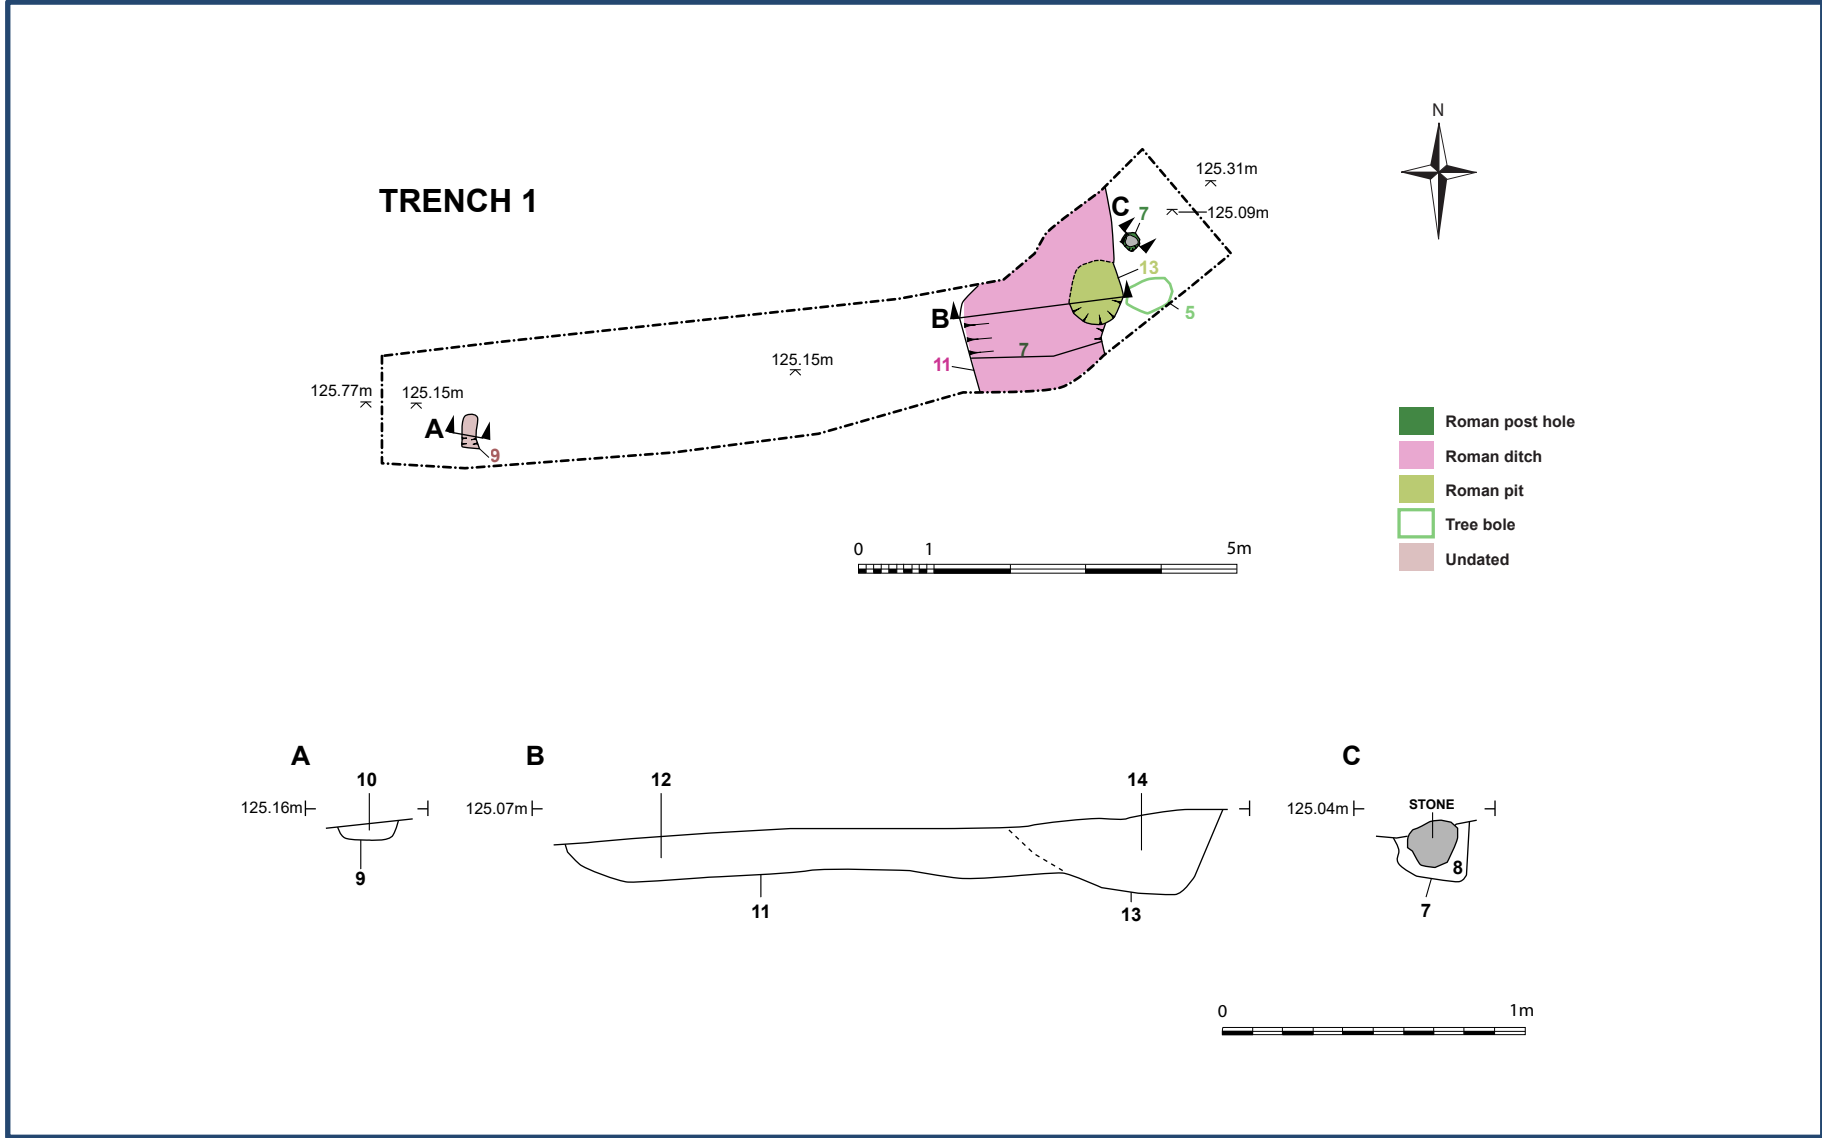 N
125.31m
TRENCH 1
C 7
125.09m
13
5
B
7
125.15m
11
125.77m
125.15m
A
9
Roman post hole
Roman ditch
Roman pit
Tree bole
Undated
0 1 5m
A B C
10 12 14
125.16m 125.07m 125.04m STONE
8
9
11 13 7
0 1m